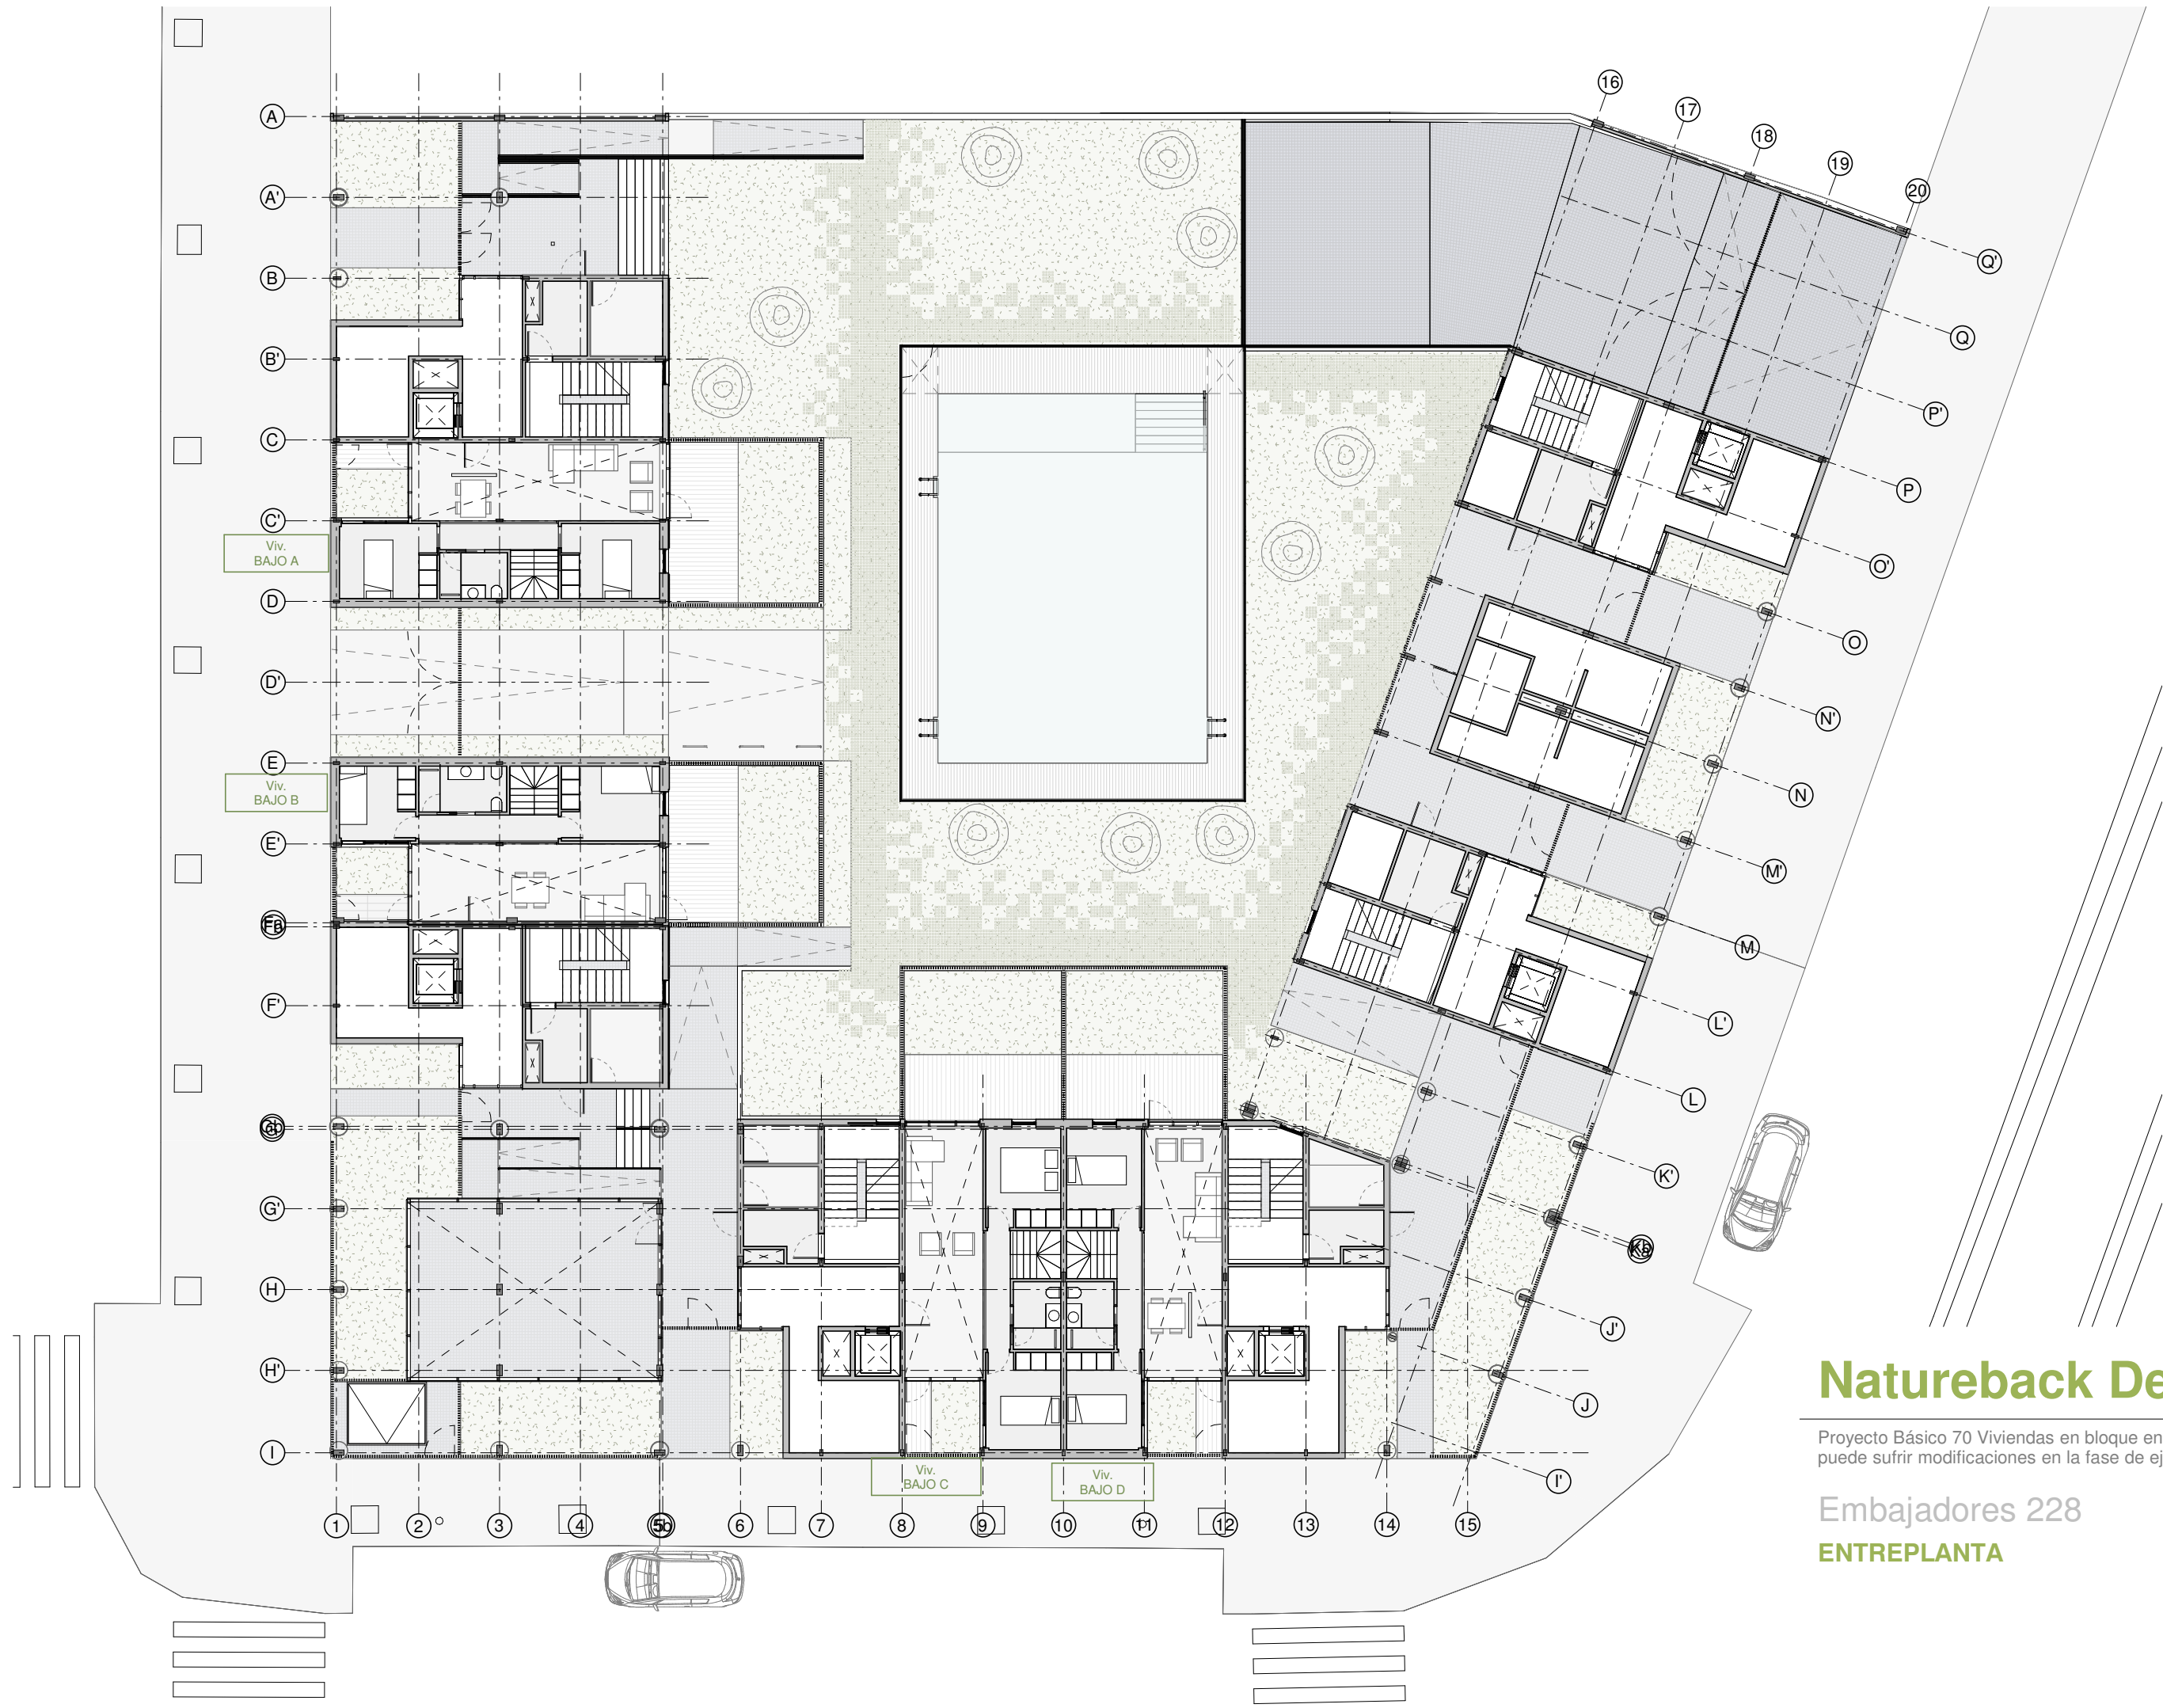 16
17
18
19
20
A
A'
B
B'
C
C'
D
D'
E
E'
F'
G'
H
H'
I
Q'
Q
P'
P
O'
O
N'
N
M'
M
L'
L
K'
J'
J
I'
Viv.
BAJO A
Viv.
BAJO B
Viv.
BAJO C
Viv.
BAJO D
1
2
3
4
6
7
8
9
10
11
12
13
14
15
Natureback De
Proyecto Básico 70 Viviendas en bloque en
puede sufrir modificaciones en la fase de ej
Embajadores 228
ENTREPLANTA